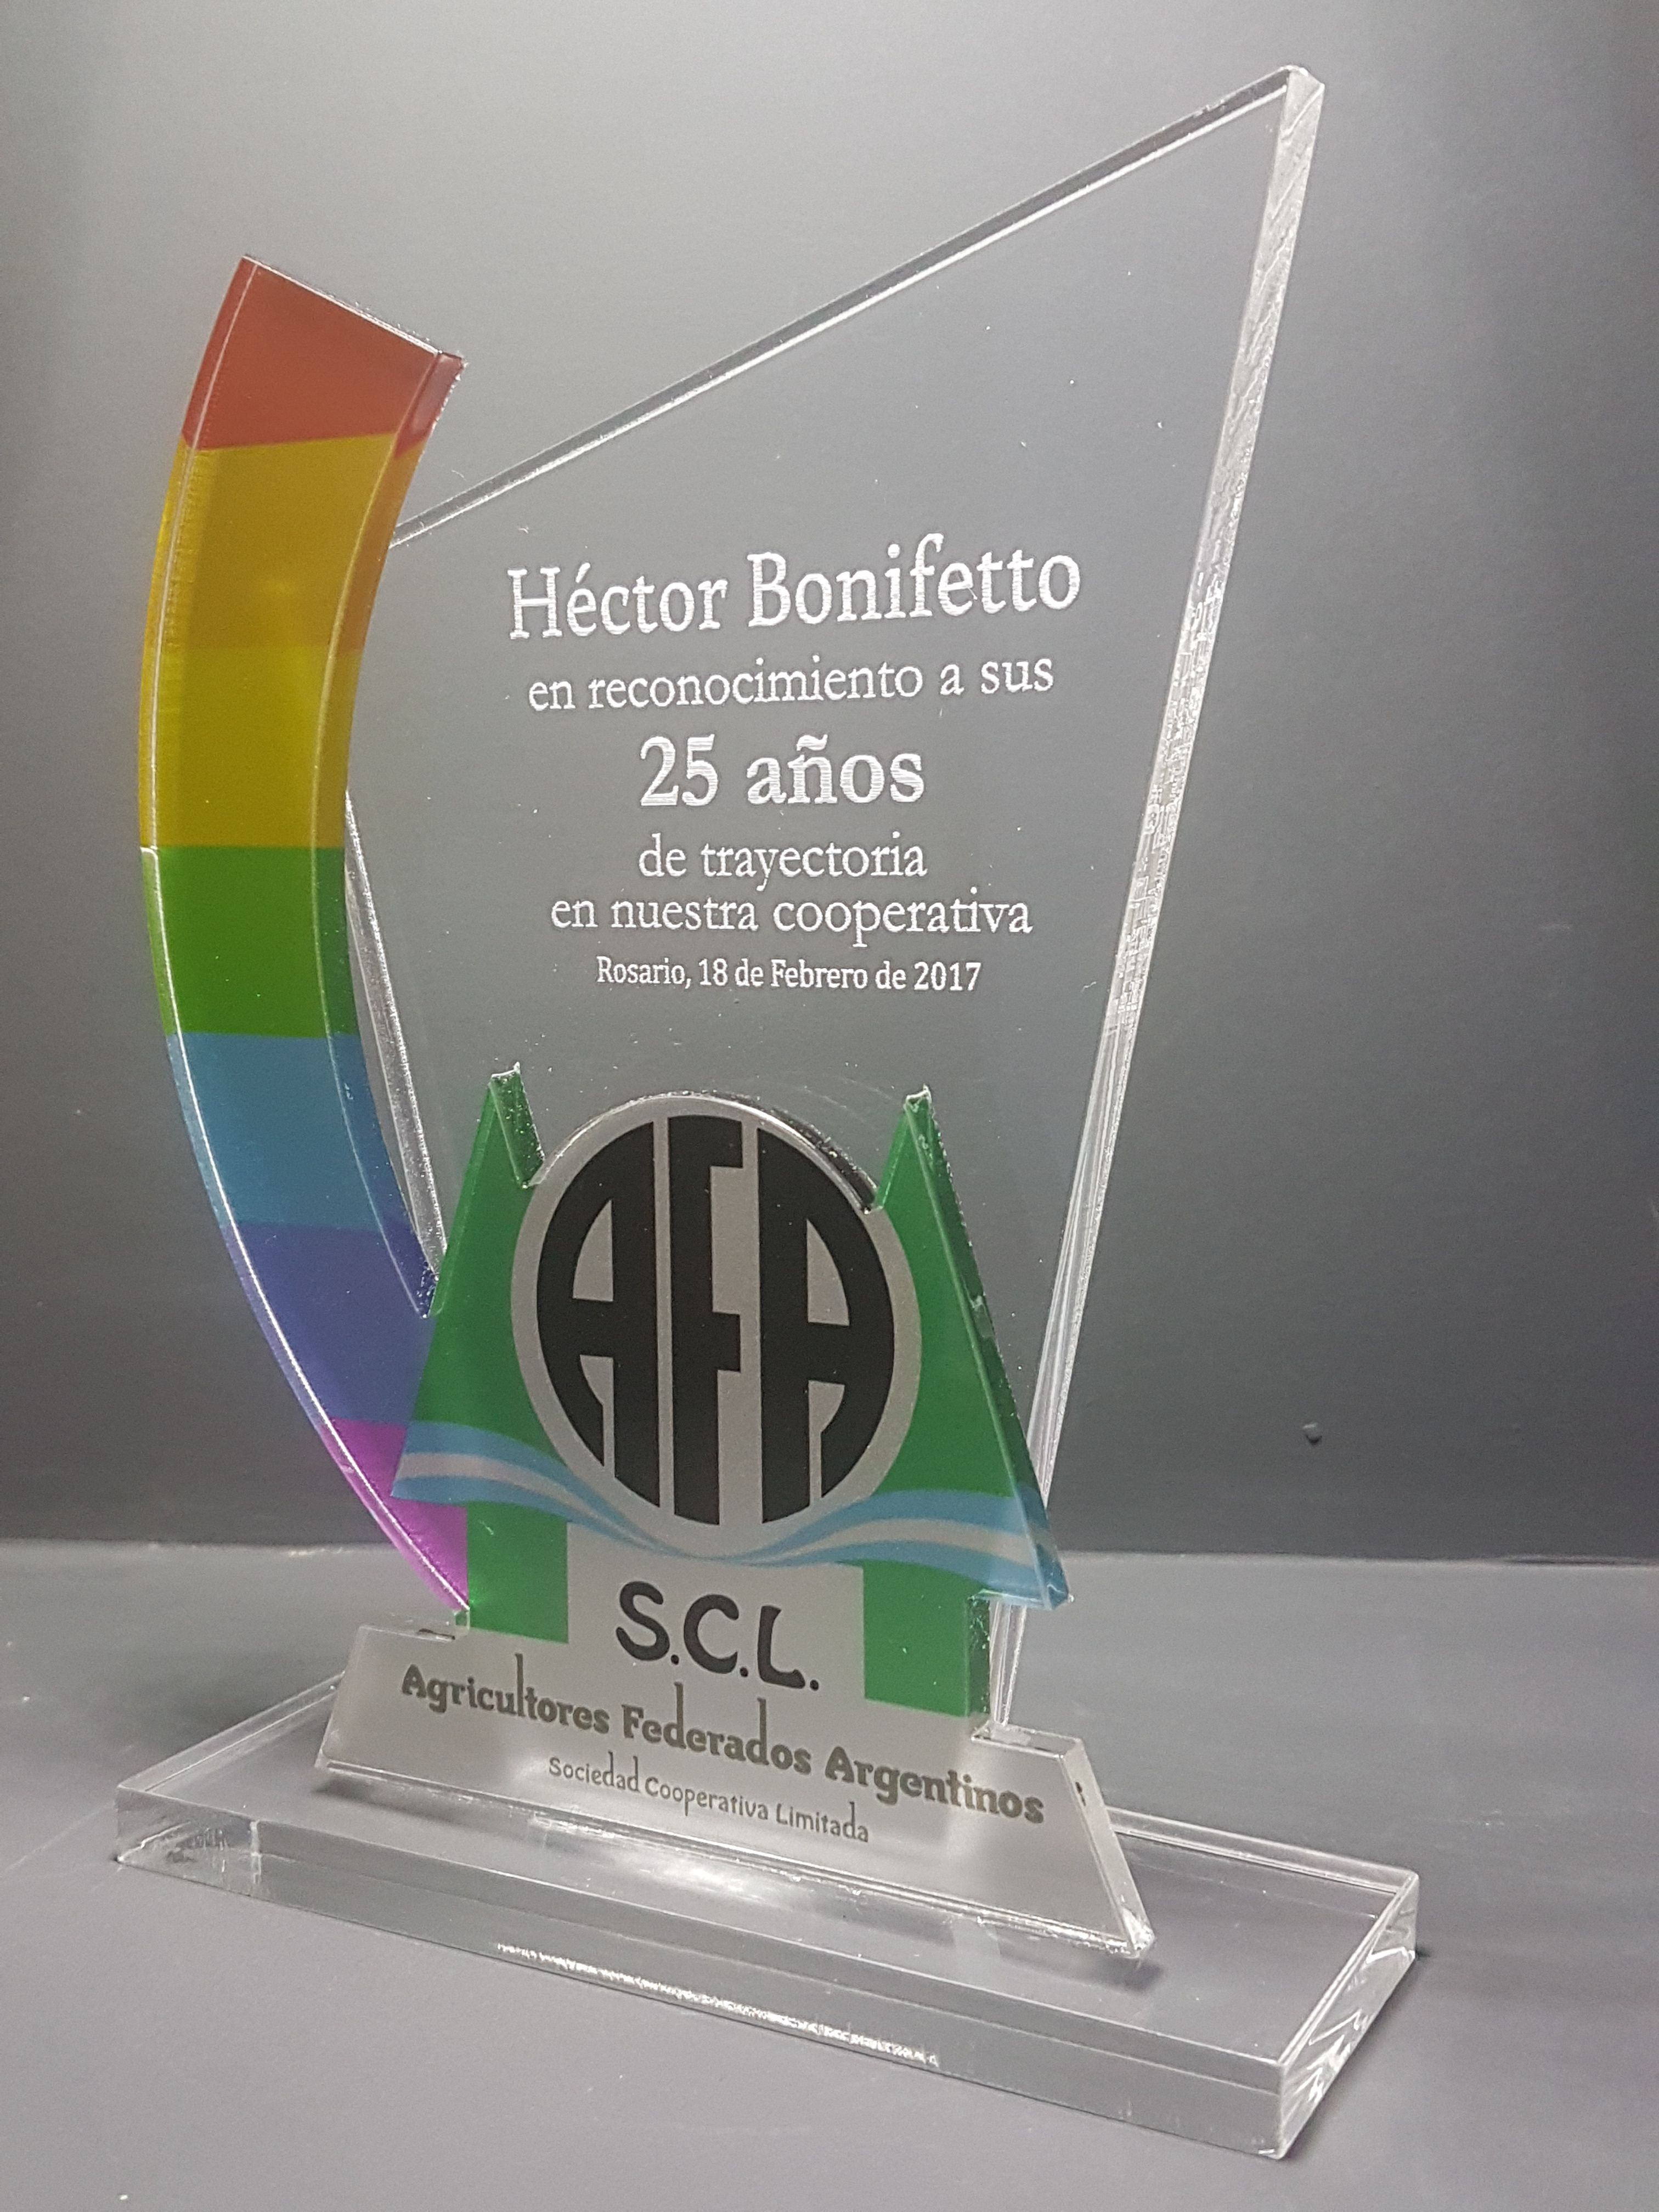 Héctor Bonifetto
en reconocimiento a sus
25 años
de trayectoria
en nuestra cooperativa
Rosario, 18 de Febrero de 2017
AFA
S.C.L.
Agricultores Federados Argentinos
Sociedad Cooperativa Limitada